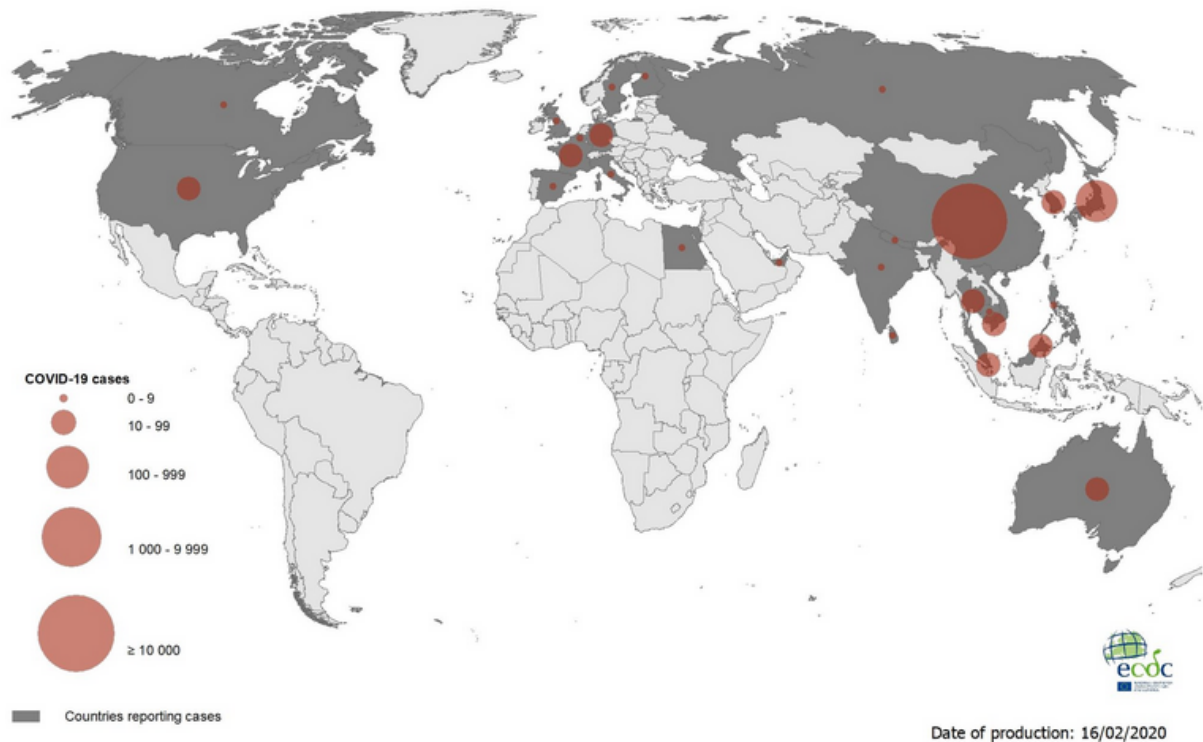 COVID-19 cases
0 - 9
10 - 99
100 - 999
1 000 - 9 999
≥ 10 000
Countries reporting cases
ecdc
Date of production: 16/02/2020